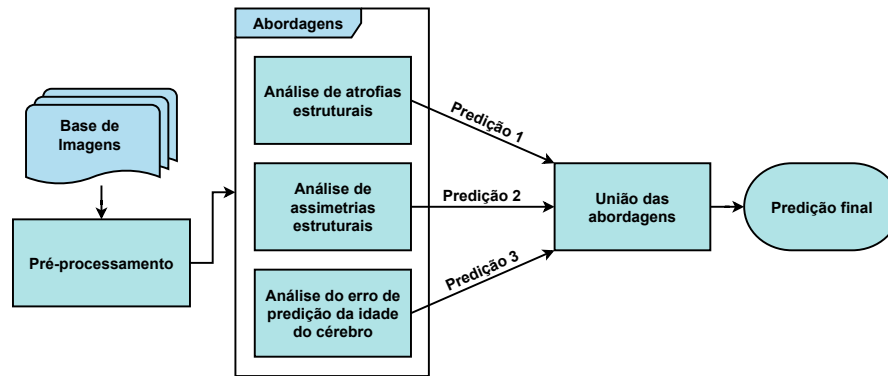 Base de
Imagens
Pré-processamento
Abordagens
Análise de atrofias
estruturais
Análise de
assimetrias
estruturais
Análise do erro de
predição da idade
do cérebro
Predição 1
Predição 2
Predição 3
União das
abordagens
Predição final